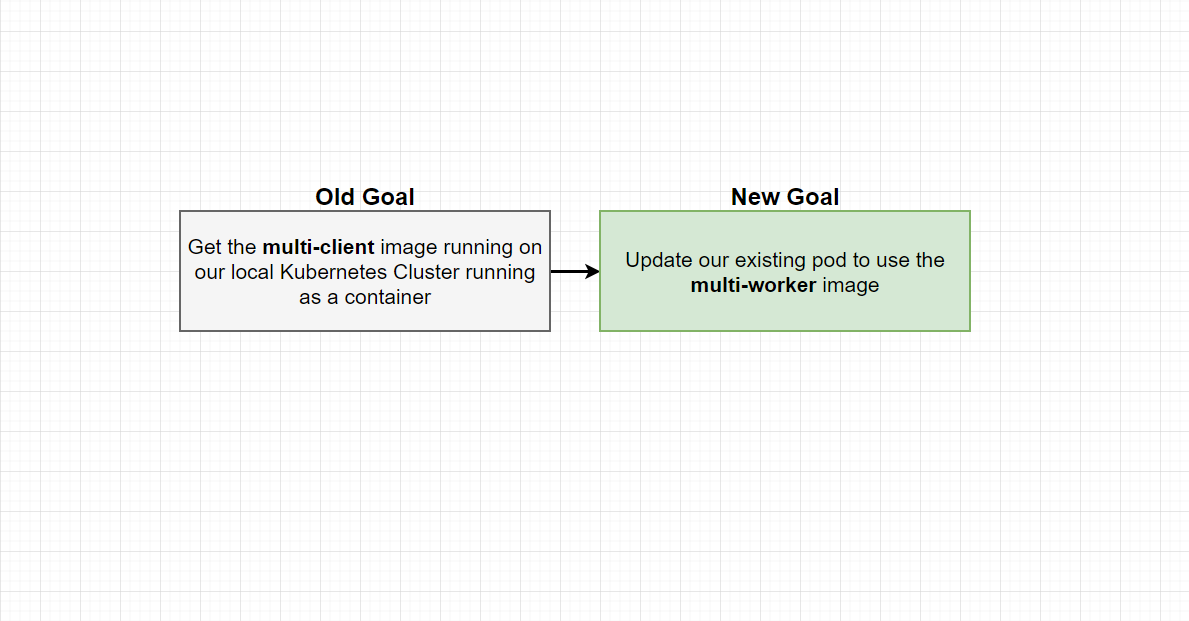 Old Goal
Get the multi-client image running on
our local Kubernetes Cluster running
as a container
New Goal
Update our existing pod to use the
multi-worker image